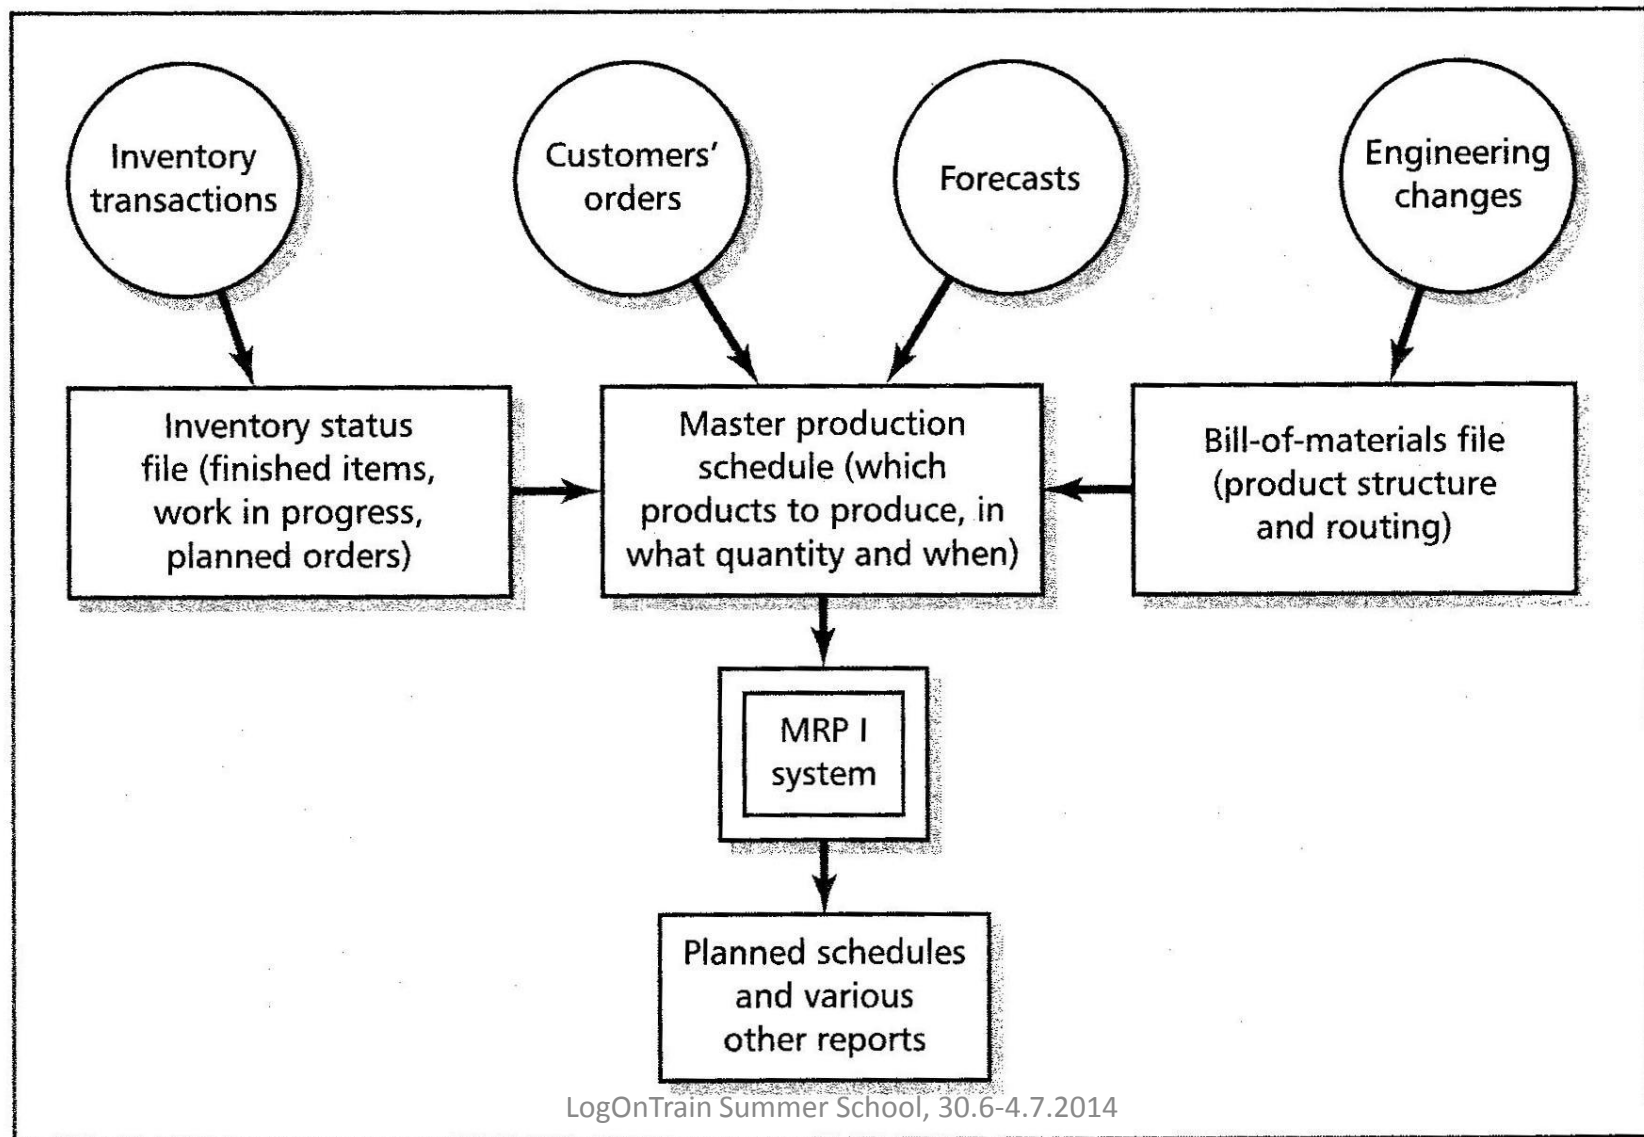 Inventory
transactions
Customers'
orders
Forecasts
Engineering
changes
Inventory status
file (finished items,
work in progress,
planned orders)
Master production
schedule (which
products to produce, in
what quantity and when)
Bill-of-materials file
(product structure
and routing)
MRP I
system
Planned schedules
and various
other reports
LogOnTrain Summer School, 30.6-4.7.2014